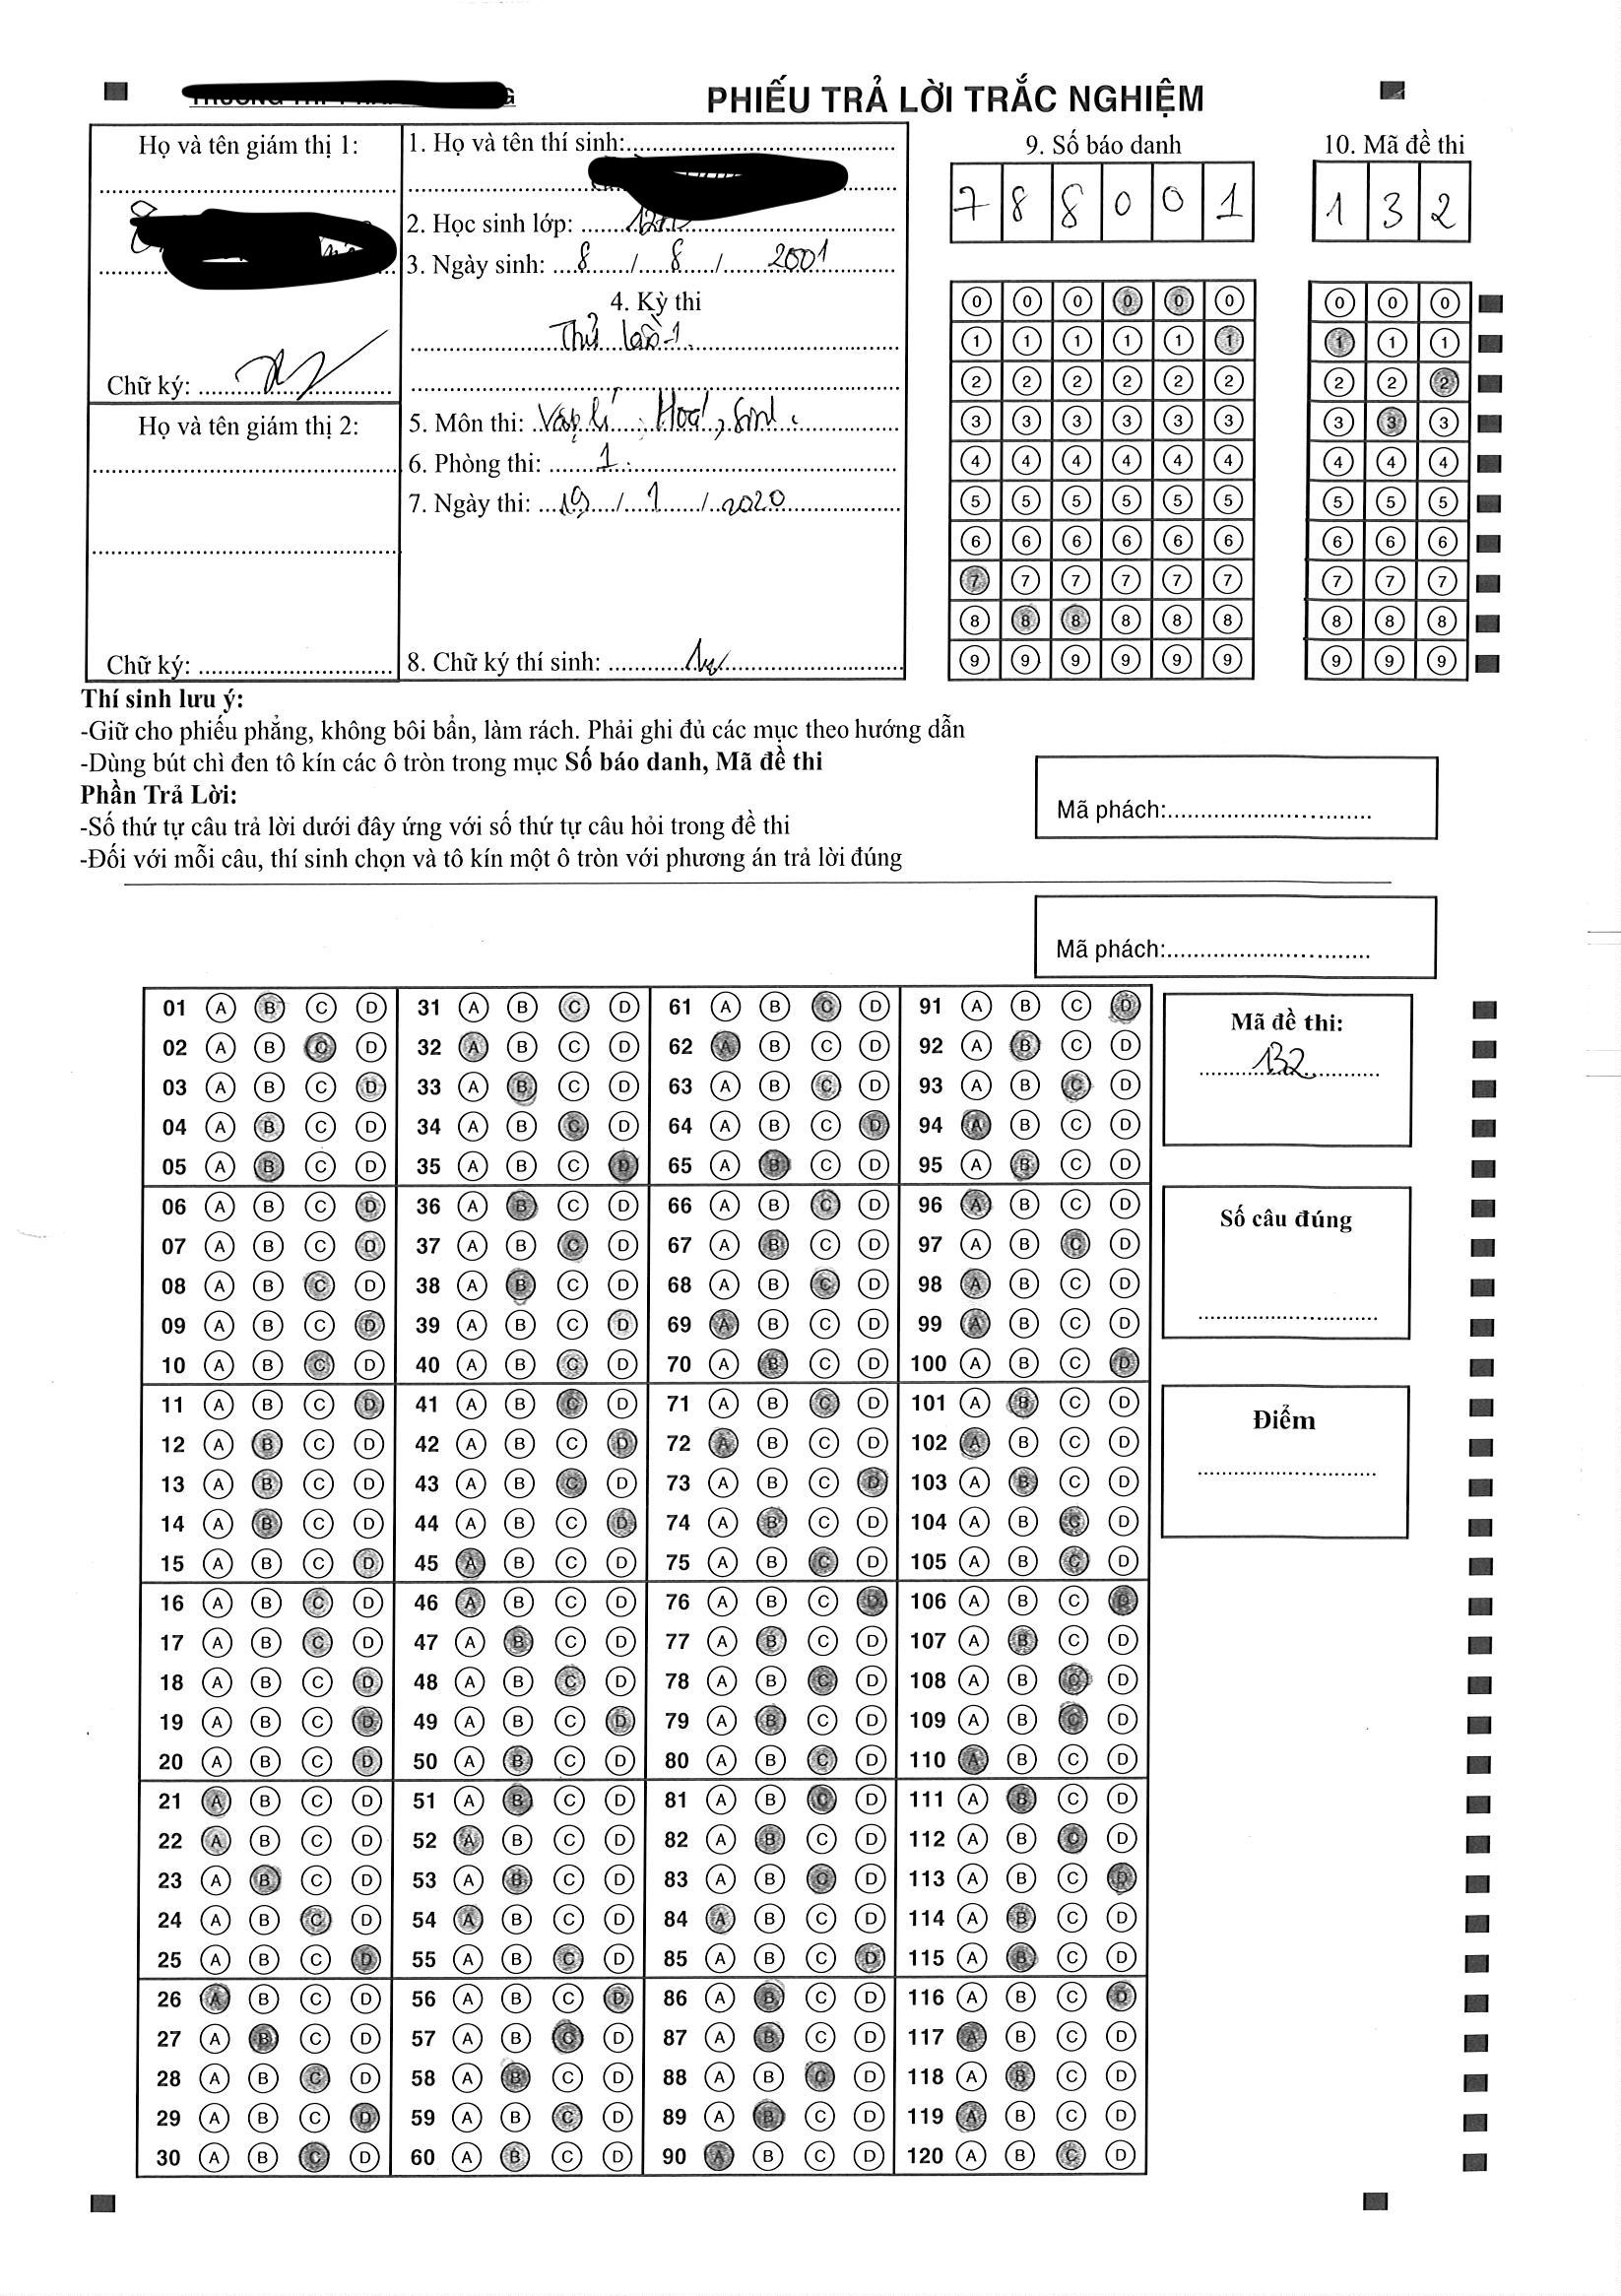 PHIẾU TRẢ LỜI TRẮC NGHIỆM
Họ và tên giám thị 1:
Chữ ký:
Họ và tên giám thị 2:
Chữ ký:
1. Họ và tên thí sinh:
2. Học sinh lớp:
3. Ngày sinh: 8 / 8 / 2001
4. Kỳ thi
Thử lần 1
5. Môn thi: Vật lí, Hoá, Sinh.
6. Phòng thi: 1
7. Ngày thi: 19 / 1 / 2020
8. Chữ ký thí sinh:
9. Số báo danh
7 8 8 0 0 1
0 0 0 0 0 0
1 1 1 1 1 1
2 2 2 2 2 2
3 3 3 3 3 3
4 4 4 4 4 4
5 5 5 5 5 5
6 6 6 6 6 6
7 7 7 7 7 7
8 8 8 8 8 8
9 9 9 9 9 9
10. Mã đề thi
1 3 2
0 0 0
1 1 1
2 2 2
3 3 3
4 4 4
5 5 5
6 6 6
7 7 7
8 8 8
9 9 9
Thí sinh lưu ý:
-Giữ cho phiếu phẳng, không bôi bẩn, làm rách. Phải ghi đủ các mục theo hướng dẫn
-Dùng bút chì đen tô kín các ô tròn trong mục Số báo danh, Mã đề thi
Phần Trả Lời:
-Số thứ tự câu trả lời dưới đây ứng với số thứ tự câu hỏi trong đề thi
-Đối với mỗi câu, thí sinh chọn và tô kín một ô tròn với phương án trả lời đúng
Mã phách:
Mã phách:
01 A B C D 31 A B C D 61 A B C D 91 A B C D
02 A B C D 32 A B C D 62 A B C D 92 A B C D
03 A B C D 33 A B C D 63 A B C D 93 A B C D
04 A B C D 34 A B C D 64 A B C D 94 A B C D
05 A B C D 35 A B C D 65 A B C D 95 A B C D
06 A B C D 36 A B C D 66 A B C D 96 A B C D
07 A B C D 37 A B C D 67 A B C D 97 A B C D
08 A B C D 38 A B C D 68 A B C D 98 A B C D
09 A B C D 39 A B C D 69 A B C D 99 A B C D
10 A B C D 40 A B C D 70 A B C D 100 A B C D
11 A B C D 41 A B C D 71 A B C D 101 A B C D
12 A B C D 42 A B C D 72 A B C D 102 A B C D
13 A B C D 43 A B C D 73 A B C D 103 A B C D
14 A B C D 44 A B C D 74 A B C D 104 A B C D
15 A B C D 45 A B C D 75 A B C D 105 A B C D
16 A B C D 46 A B C D 76 A B C D 106 A B C D
17 A B C D 47 A B C D 77 A B C D 107 A B C D
18 A B C D 48 A B C D 78 A B C D 108 A B C D
19 A B C D 49 A B C D 79 A B C D 109 A B C D
20 A B C D 50 A B C D 80 A B C D 110 A B C D
21 A B C D 51 A B C D 81 A B C D 111 A B C D
22 A B C D 52 A B C D 82 A B C D 112 A B C D
23 A B C D 53 A B C D 83 A B C D 113 A B C D
24 A B C D 54 A B C D 84 A B C D 114 A B C D
25 A B C D 55 A B C D 85 A B C D 115 A B C D
26 A B C D 56 A B C D 86 A B C D 116 A B C D
27 A B C D 57 A B C D 87 A B C D 117 A B C D
28 A B C D 58 A B C D 88 A B C D 118 A B C D
29 A B C D 59 A B C D 89 A B C D 119 A B C D
30 A B C D 60 A B C D 90 A B C D 120 A B C D
Mã đề thi:
132
Số câu đúng
Điểm